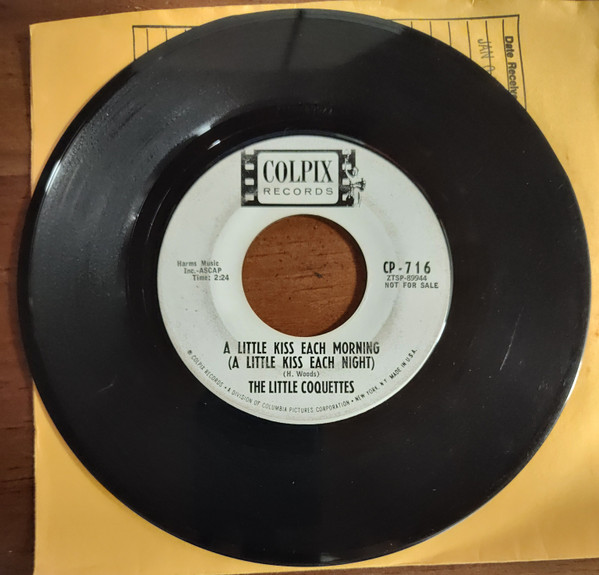 Date Receiv
JAN
COLPIX
RECORDS
Harms Music
Inc.-ASCAP
Time: 2:24
CP-716
ZTSP-89944
NOT FOR SALE
A LITTLE KISS EACH MORNING
(A LITTLE KISS EACH NIGHT)
(H. Woods)
THE LITTLE COQUETTES
COLPIX RECORDS • A DIVISION OF COLUMBIA PICTURES CORPORATION • NEW YORK, N.Y. MADE IN U.S.A.